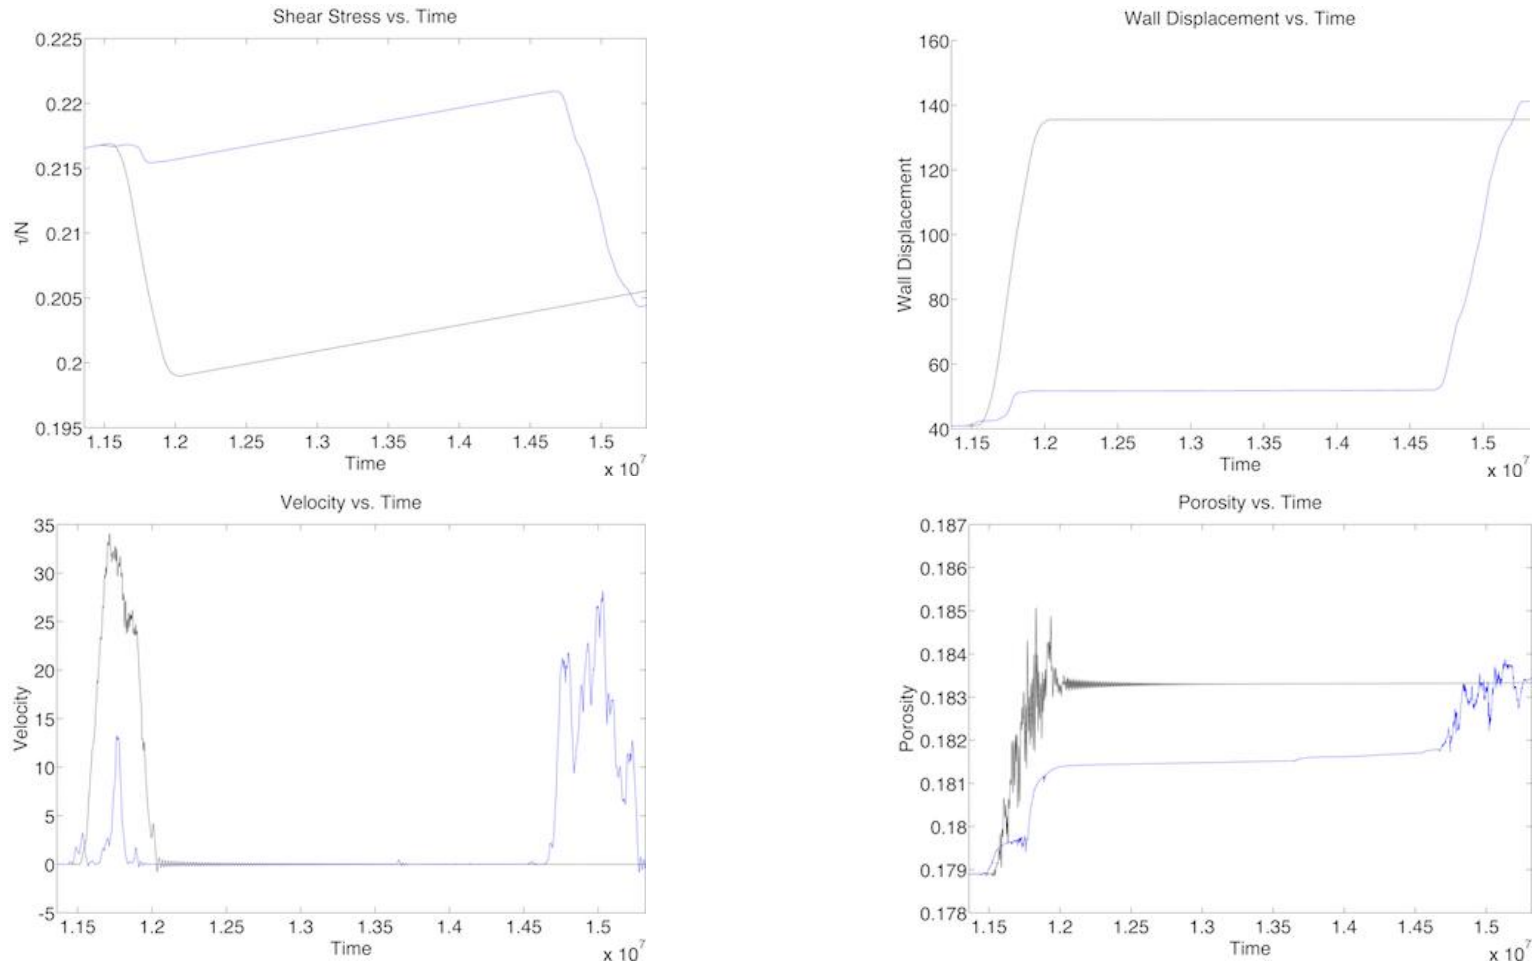 Shear Stress vs. Time
0.225
0.22
0.215
0.21
0.205
0.2
0.195
τ/N
1.15 1.2 1.25 1.3 1.35 1.4 1.45 1.5
Time
x 10^7
Wall Displacement vs. Time
160
140
120
100
80
60
40
Wall Displacement
1.15 1.2 1.25 1.3 1.35 1.4 1.45 1.5
Time
x 10^7
Velocity vs. Time
35
30
25
20
15
10
5
0
-5
Velocity
1.15 1.2 1.25 1.3 1.35 1.4 1.45 1.5
Time
x 10^7
Porosity vs. Time
0.187
0.186
0.185
0.184
0.183
0.182
0.181
0.18
0.179
0.178
Porosity
1.15 1.2 1.25 1.3 1.35 1.4 1.45 1.5
Time
x 10^7